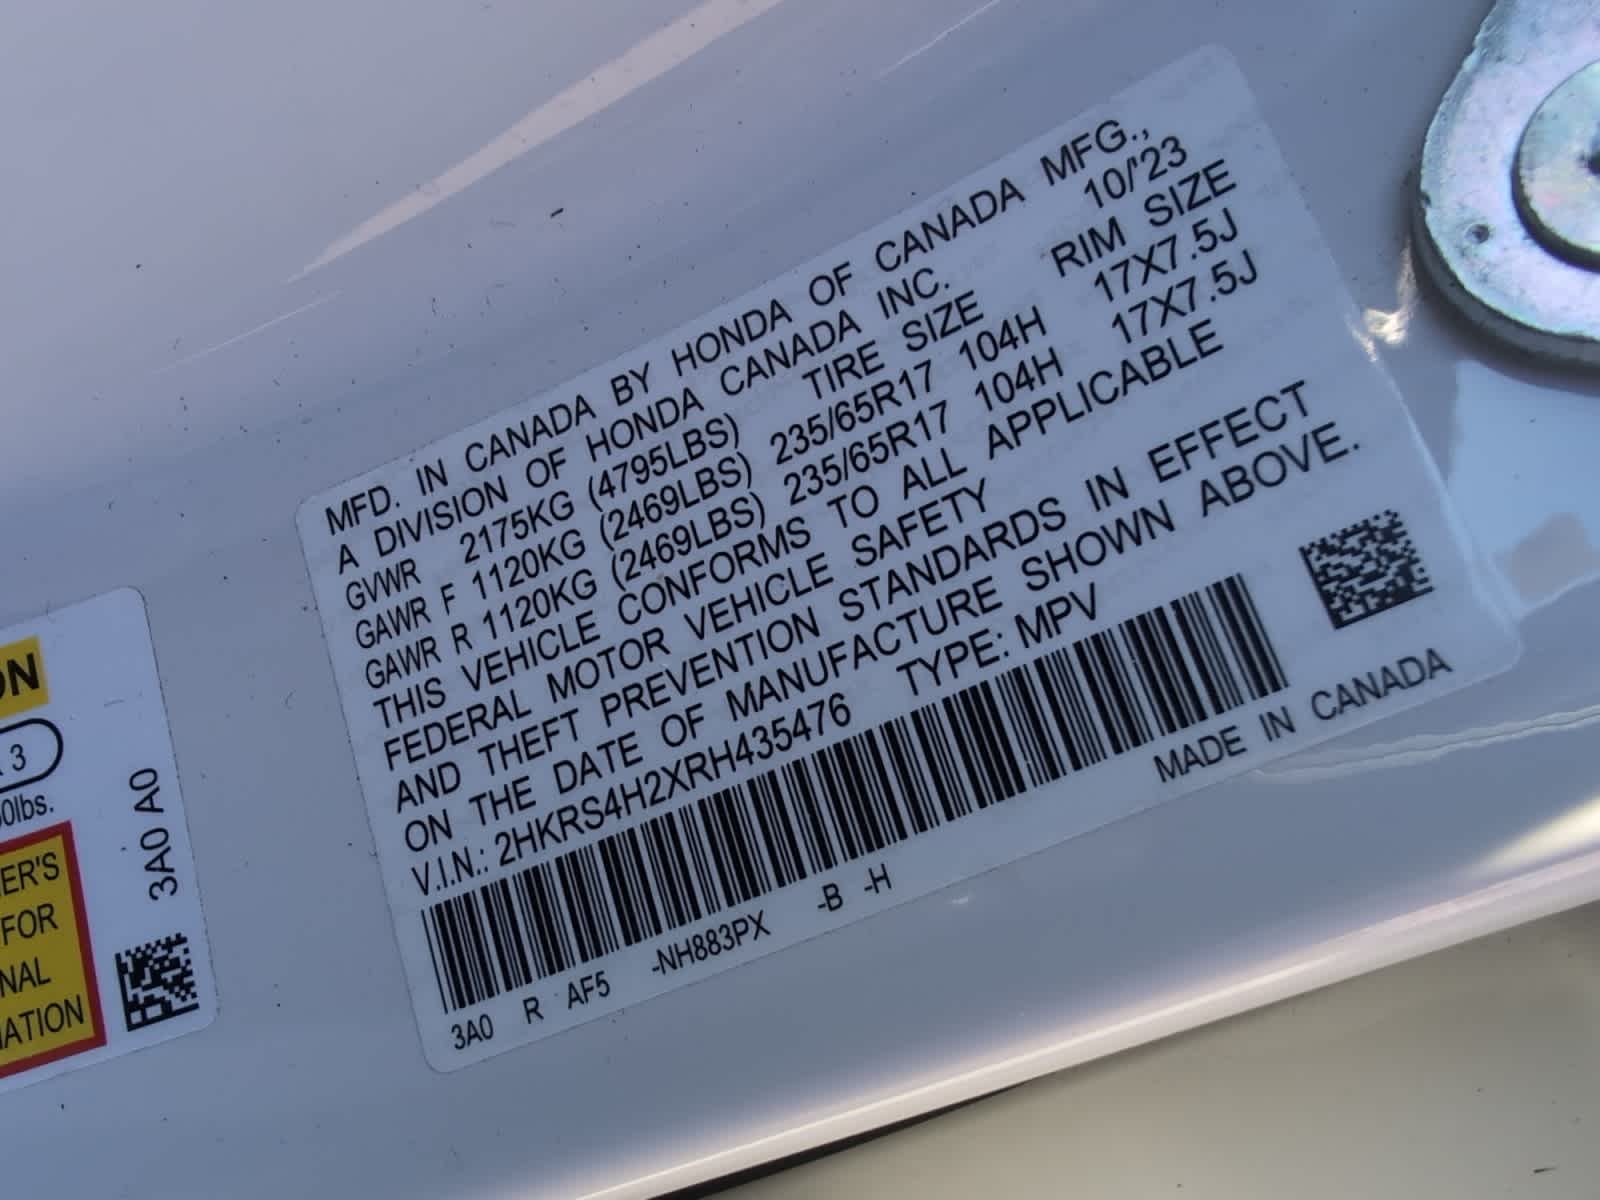 ON
3
0lbs.
ER'S
FOR
NAL
MATION
3A0 A0
MFD. IN CANADA BY HONDA OF CANADA MFG.,
A DIVISION OF HONDA CANADA INC. 10/'23
GVWR 2175KG (4795LBS) TIRE SIZE RIM SIZE
GAWR F 1120KG (2469LBS) 235/65R17 104H 17X7.5J
GAWR R 1120KG (2469LBS) 235/65R17 104H 17X7.5J
THIS VEHICLE CONFORMS TO ALL APPLICABLE
FEDERAL MOTOR VEHICLE SAFETY
AND THEFT PREVENTION STANDARDS IN EFFECT
ON THE DATE OF MANUFACTURE SHOWN ABOVE.
V.I.N.: 2HKRS4H2XRH435476 TYPE: MPV
3A0 R AF5 -NH883PX -B -H
MADE IN CANADA